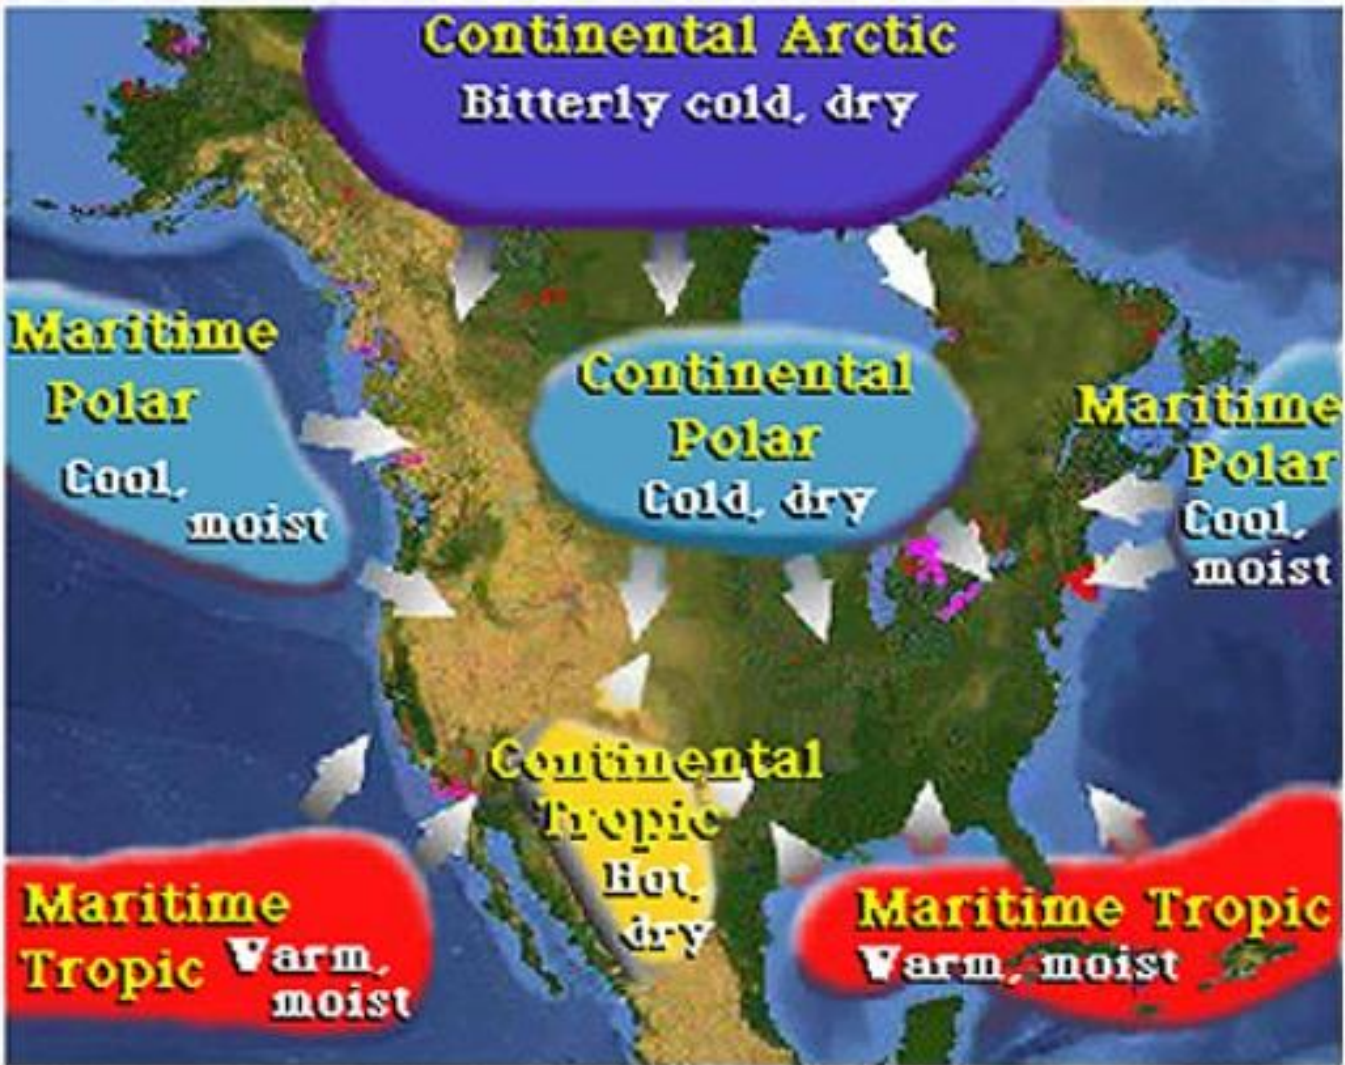 Continental Arctic
Bitterly cold, dry
Maritime
Polar
Cool,
moist
Continental
Polar
Cold, dry
Maritime
Polar
Cool,
moist
Continental
Tropic
Hot,
dry
Maritime
Tropic Warm,
moist
Maritime Tropic
Warm, moist